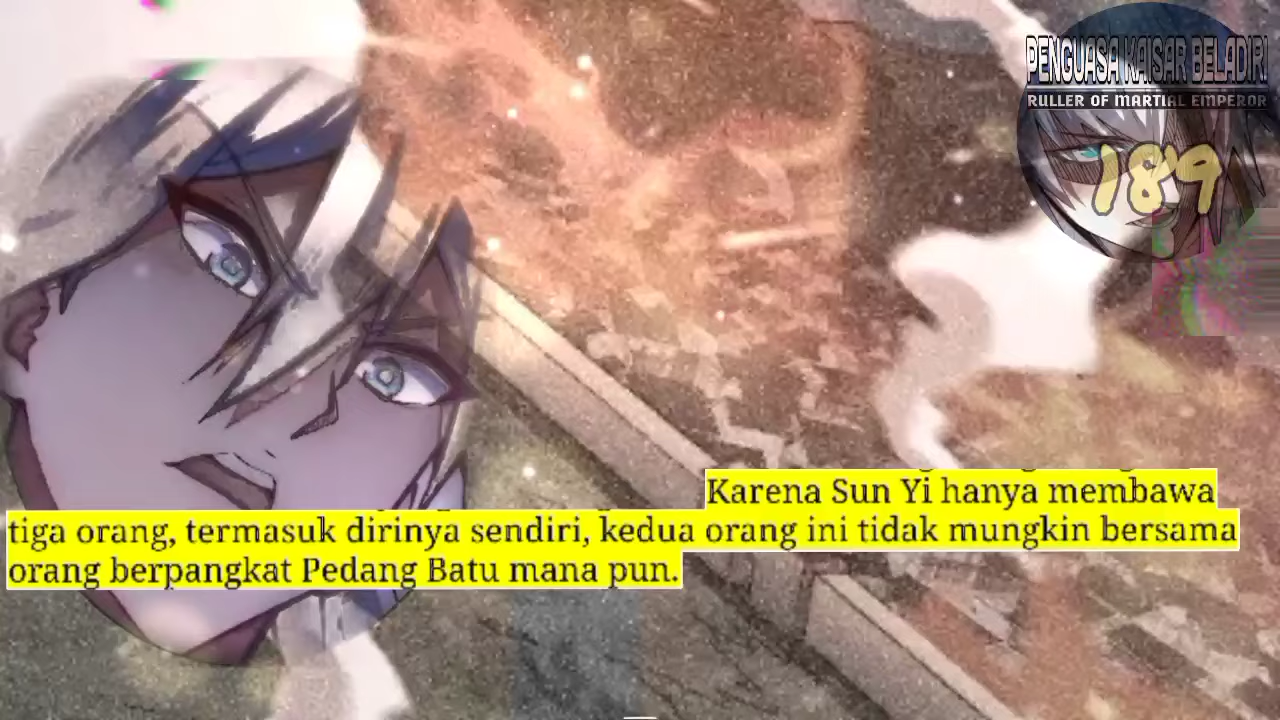 PENGUASA KAISAR BELADIRI
RULLER OF MARTIAL EMPEROR
189
Karena Sun Yi hanya membawa
tiga orang, termasuk dirinya sendiri, kedua orang ini tidak mungkin bersama
orang berpangkat Pedang Batu mana pun.